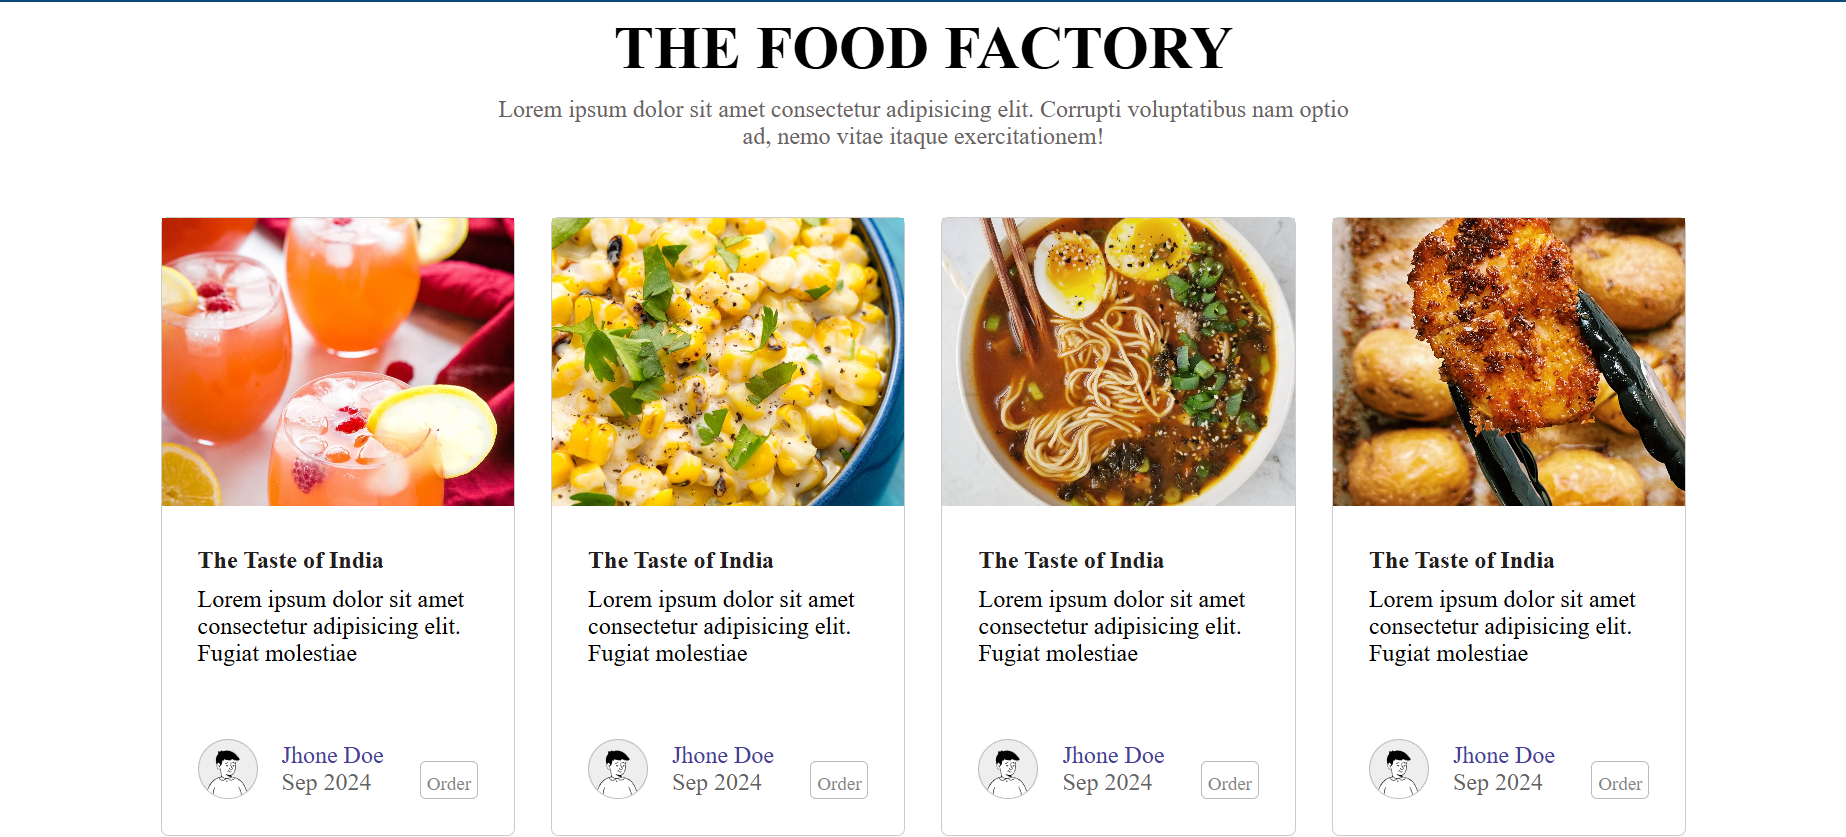 THE FOOD FACTORY
Lorem ipsum dolor sit amet consectetur adipisicing elit. Corrupti voluptatibus nam optio
ad, nemo vitae itaque exercitationem!
The Taste of India
Lorem ipsum dolor sit amet
consectetur adipisicing elit.
Fugiat molestiae
Jhone Doe
Sep 2024
Order
The Taste of India
Lorem ipsum dolor sit amet
consectetur adipisicing elit.
Fugiat molestiae
Jhone Doe
Sep 2024
Order
The Taste of India
Lorem ipsum dolor sit amet
consectetur adipisicing elit.
Fugiat molestiae
Jhone Doe
Sep 2024
Order
The Taste of India
Lorem ipsum dolor sit amet
consectetur adipisicing elit.
Fugiat molestiae
Jhone Doe
Sep 2024
Order